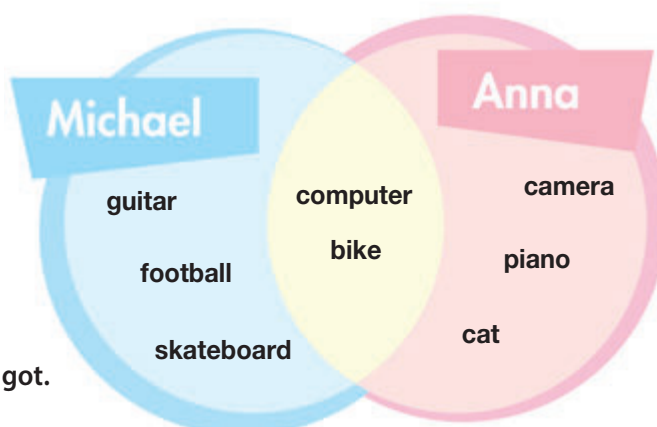 Michael
Anna
guitar
computer
camera
football
bike
piano
skateboard
cat
got.